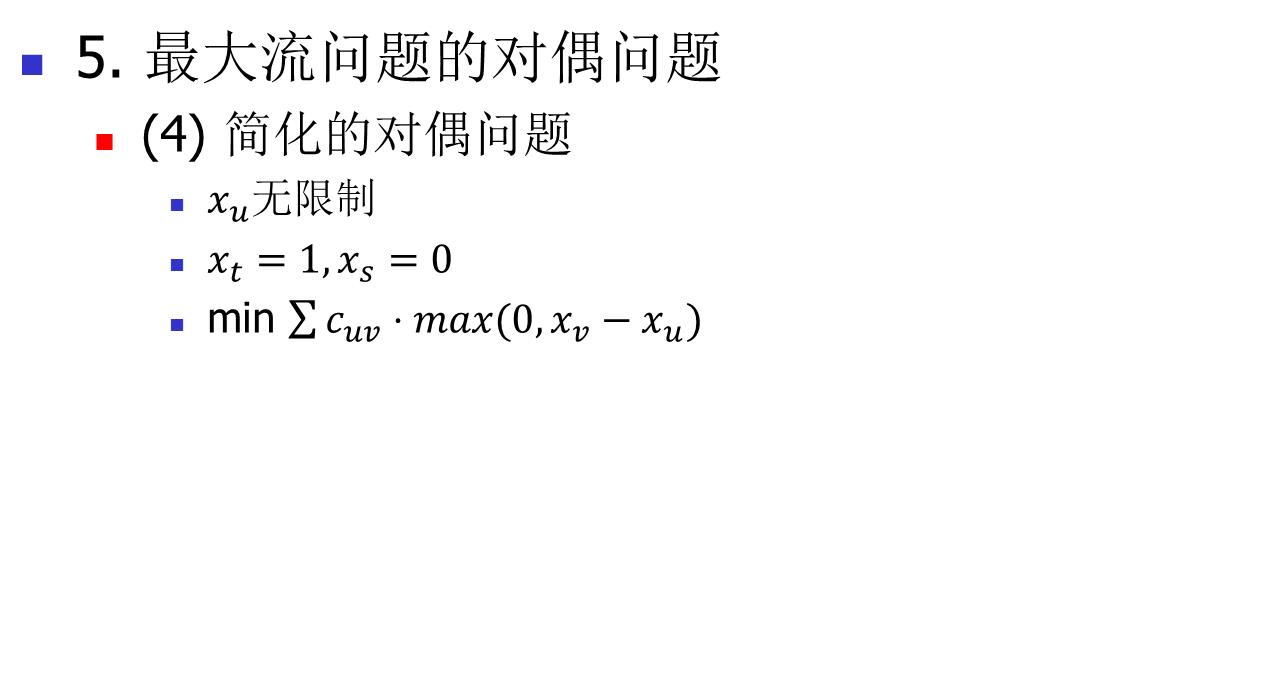 5. 最大流问题的对偶问题
(4) 简化的对偶问题
x_u无限制
x_t = 1, x_s = 0
min ∑ c_uv · max(0, x_v − x_u)